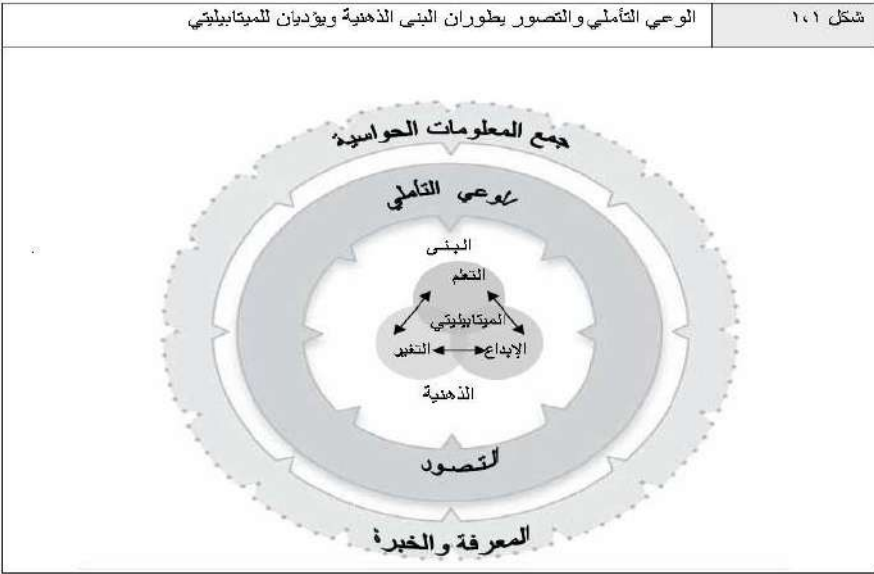 شكل ١،١
الوعي التأملي والتصور يطوران البنى الذهنية ويؤديان للميتابيليتي
جمع المعلومات الحواسية
الوعي التأملي
البنى
التعلم
الميتابيليتي
الإبداع
التغير
الذهنية
التصود
المعرفة والخبرة